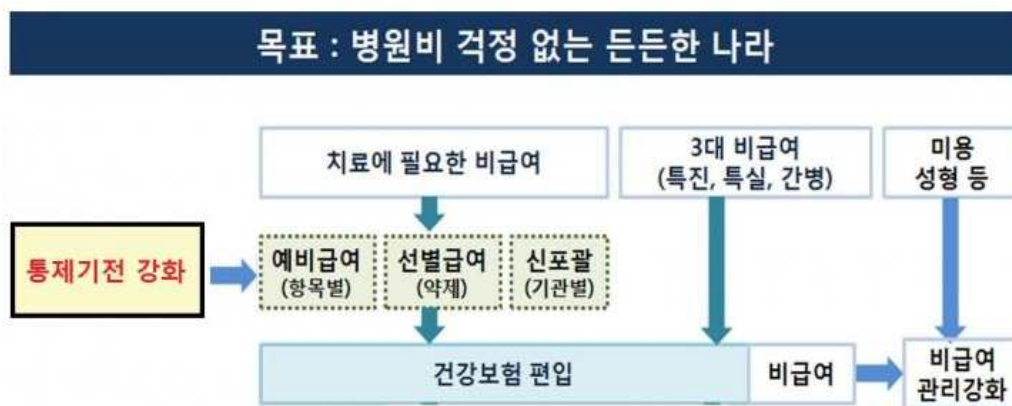 목표 : 병원비 걱정 없는 든든한 나라
치료에 필요한 비급여
3대 비급여
(특진, 특실, 간병)
미용
성형 등
통제기전 강화
예비급여
(항목별)
선별급여
(약제)
신포괄
(기관별)
건강보험 편입
비급여
비급여
관리강화